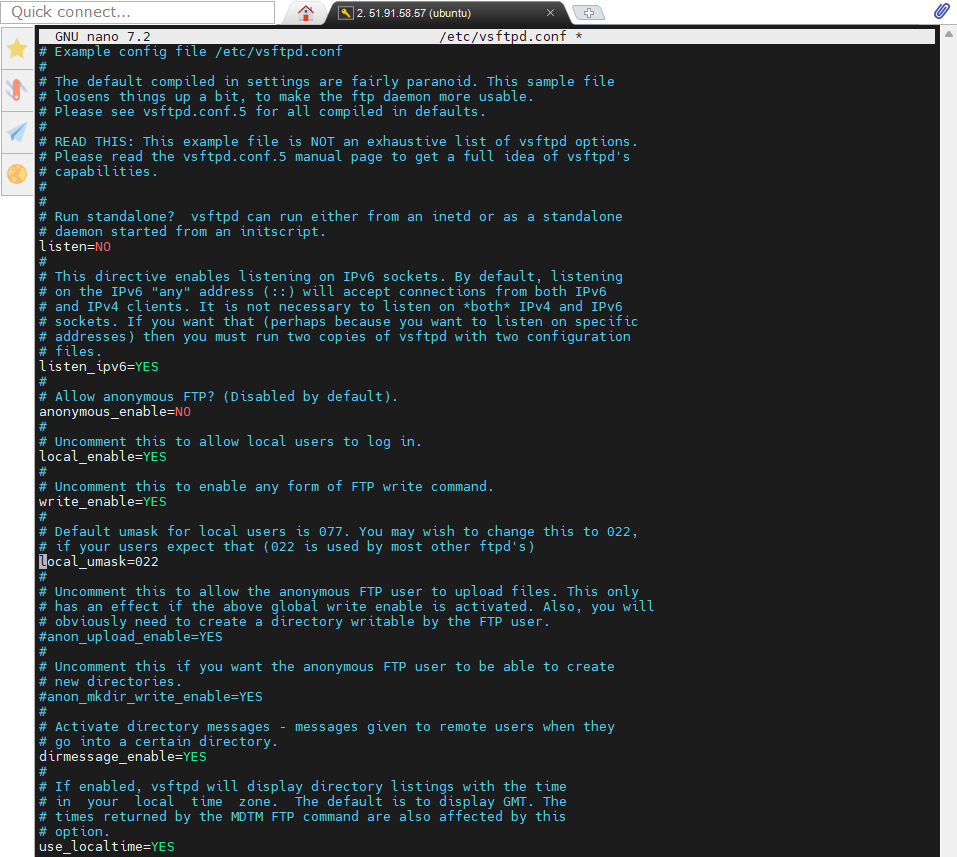 Quick connect...
2. 51.91.58.57 (ubuntu)
GNU nano 7.2 /etc/vsftpd.conf *
# Example config file /etc/vsftpd.conf
#
# The default compiled in settings are fairly paranoid. This sample file
# loosens things up a bit, to make the ftp daemon more usable.
# Please see vsftpd.conf.5 for all compiled in defaults.
#
# READ THIS: This example file is NOT an exhaustive list of vsftpd options.
# Please read the vsftpd.conf.5 manual page to get a full idea of vsftpd's
# capabilities.
#
#
# Run standalone?  vsftpd can run either from an inetd or as a standalone
# daemon started from an initscript.
listen=NO
#
# This directive enables listening on IPv6 sockets. By default, listening
# on the IPv6 "any" address (::) will accept connections from both IPv6
# and IPv4 clients. It is not necessary to listen on *both* IPv4 and IPv6
# sockets. If you want that (perhaps because you want to listen on specific
# addresses) then you must run two copies of vsftpd with two configuration
# files.
listen_ipv6=YES
#
# Allow anonymous FTP? (Disabled by default).
anonymous_enable=NO
#
# Uncomment this to allow local users to log in.
local_enable=YES
#
# Uncomment this to enable any form of FTP write command.
write_enable=YES
#
# Default umask for local users is 077. You may wish to change this to 022,
# if your users expect that (022 is used by most other ftpd's)
local_umask=022
#
# Uncomment this to allow the anonymous FTP user to upload files. This only
# has an effect if the above global write enable is activated. Also, you will
# obviously need to create a directory writable by the FTP user.
#anon_upload_enable=YES
#
# Uncomment this if you want the anonymous FTP user to be able to create
# new directories.
#anon_mkdir_write_enable=YES
#
# Activate directory messages - messages given to remote users when they
# go into a certain directory.
dirmessage_enable=YES
#
# If enabled, vsftpd will display directory listings with the time
# in  your  local  time  zone.  The default is to display GMT. The
# times returned by the MDTM FTP command are also affected by this
# option.
use_localtime=YES